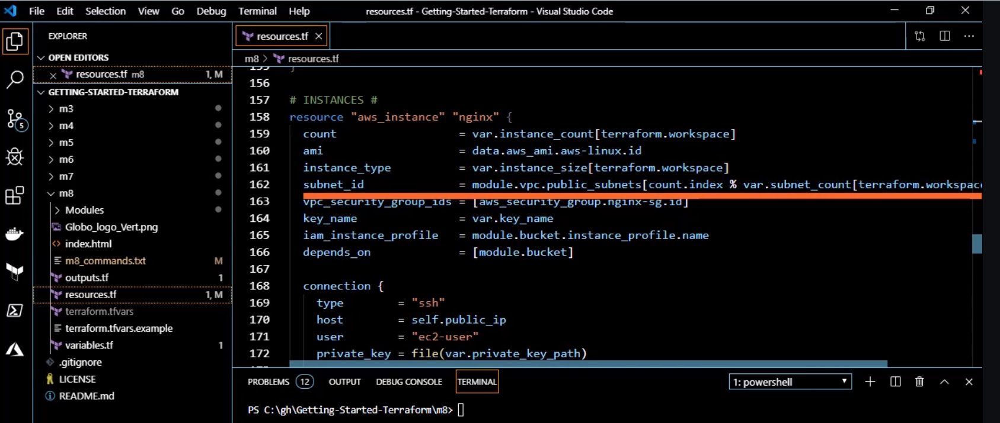 File Edit Selection View Go Debug Terminal Help resources.tf - Getting-Started-Terraform - Visual Studio Code
EXPLORER
OPEN EDITORS
resources.tf m8 1, M
GETTING-STARTED-TERRAFORM
m3
m4
m5
m6
m7
m8
Modules
Globo_logo_Vert.png
index.html
m8_commands.txt M
outputs.tf 1
resources.tf 1, M
terraform.tfvars
terraform.tfvars.example
variables.tf 1
.gitignore
LICENSE
README.md
5
resources.tf
m8 > resources.tf
155 }
156
157 # INSTANCES #
158 resource "aws_instance" "nginx" {
159 count = var.instance_count[terraform.workspace]
160 ami = data.aws_ami.aws-linux.id
161 instance_type = var.instance_size[terraform.workspace]
162 subnet_id = module.vpc.public_subnets[count.index % var.subnet_count[terraform.workspac
163 vpc_security_group_ids = [aws_security_group.nginx-sg.id]
164 key_name = var.key_name
165 iam_instance_profile = module.bucket.instance_profile.name
166 depends_on = [module.bucket]
167
168 connection {
169 type = "ssh"
170 host = self.public_ip
171 user = "ec2-user"
172 private_key = file(var.private_key_path)
PROBLEMS 12 OUTPUT DEBUG CONSOLE TERMINAL 1: powershell
PS C:\gh\Getting-Started-Terraform\m8>